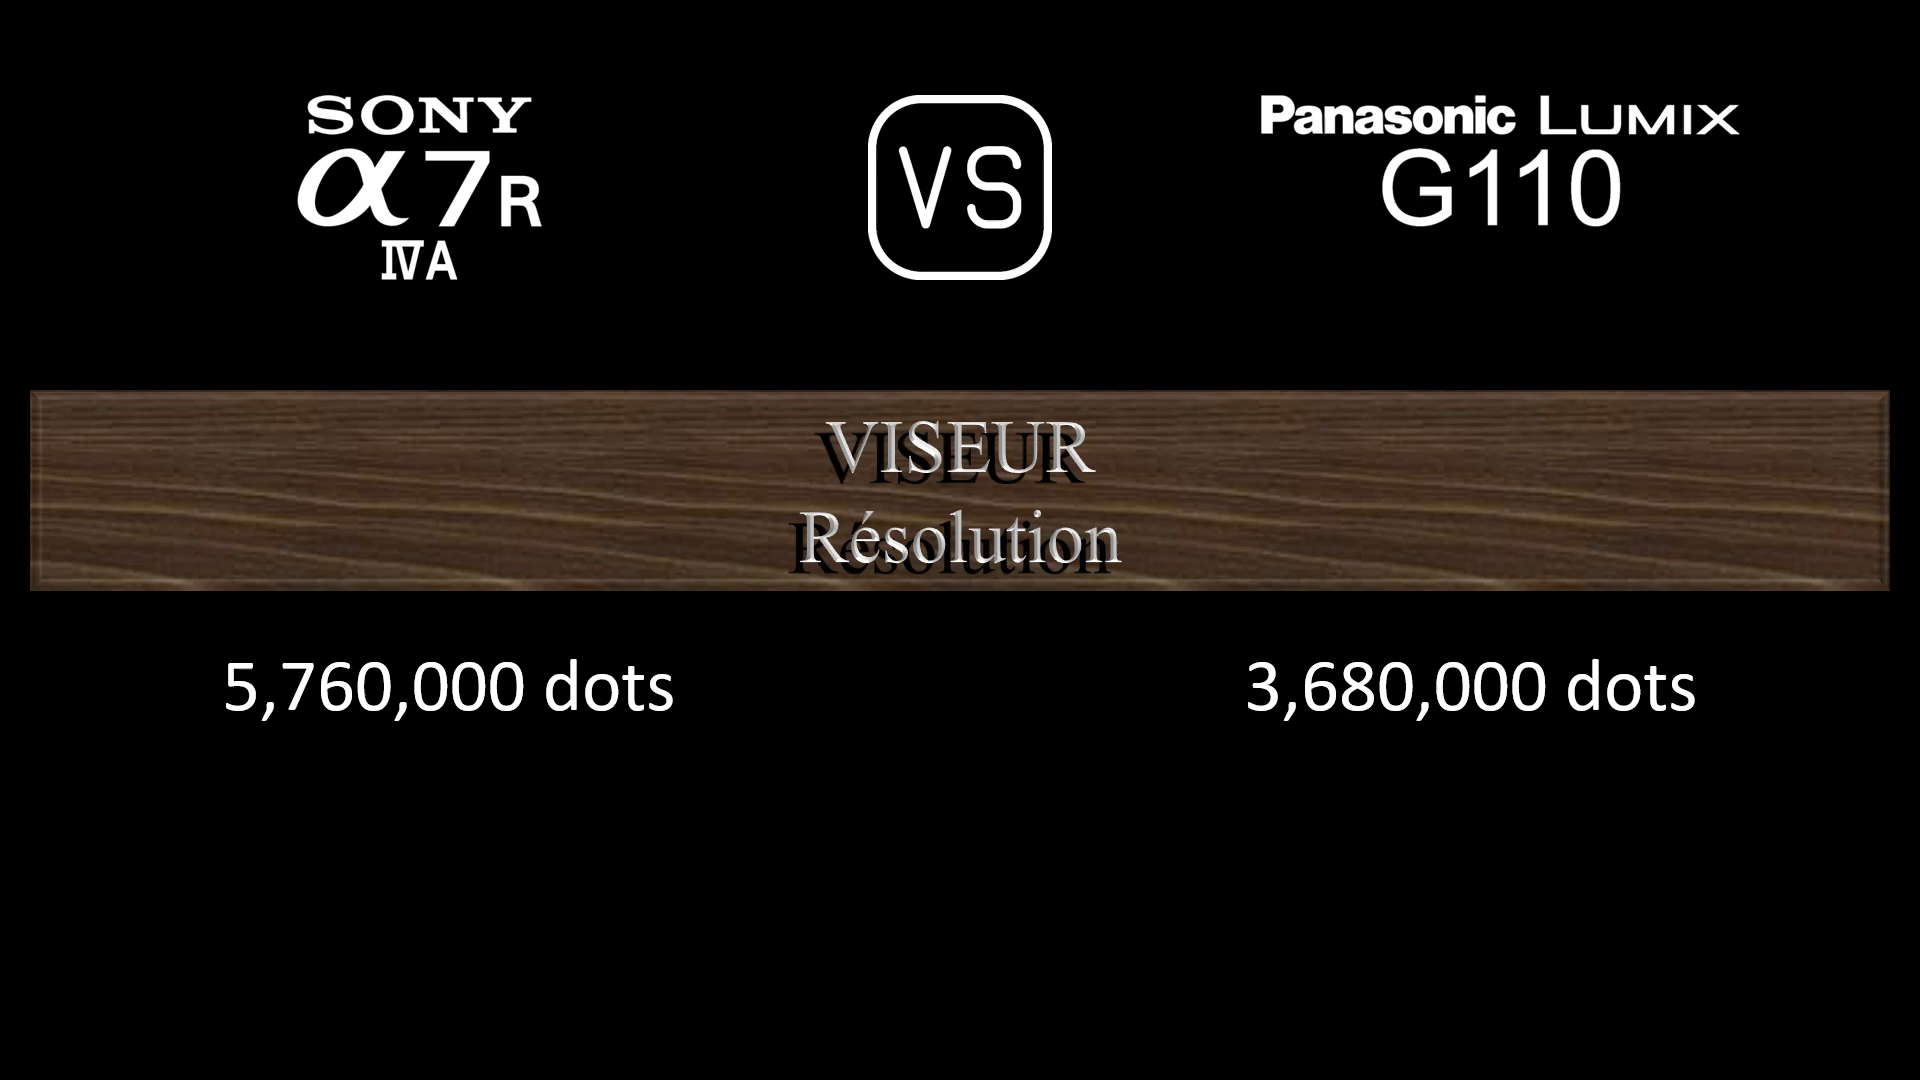 SONY
α7R
IVA
VS
Panasonic LUMIX
G110
VISEUR
Résolution
5,760,000 dots
3,680,000 dots